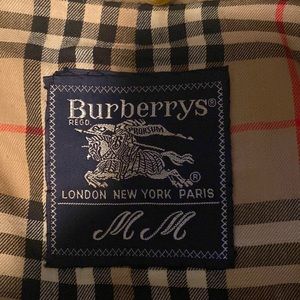 Burberrys®
REGD.
PRORSUM
®
LONDON NEW YORK PARIS
MM